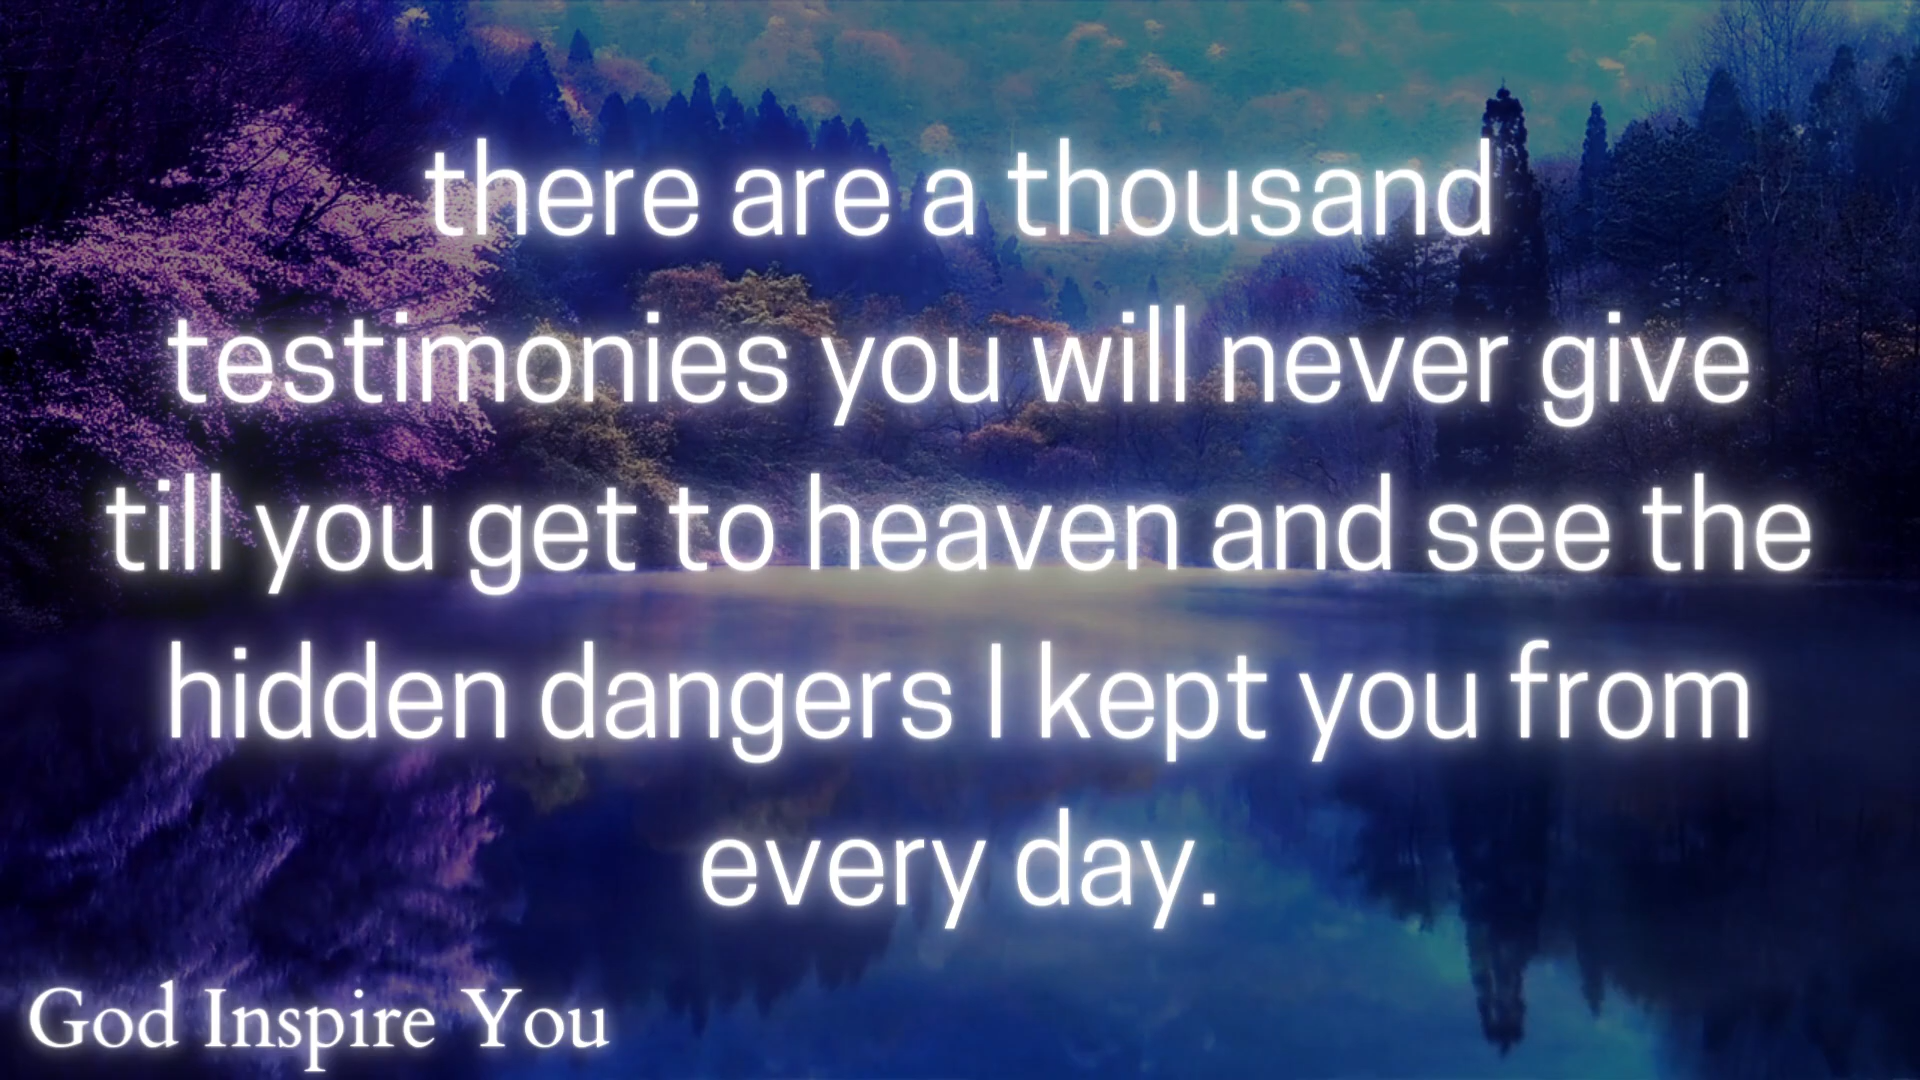 there are a thousand
testimonies you will never give
till you get to heaven and see the
hidden dangers I kept you from
every day.
God Inspire You